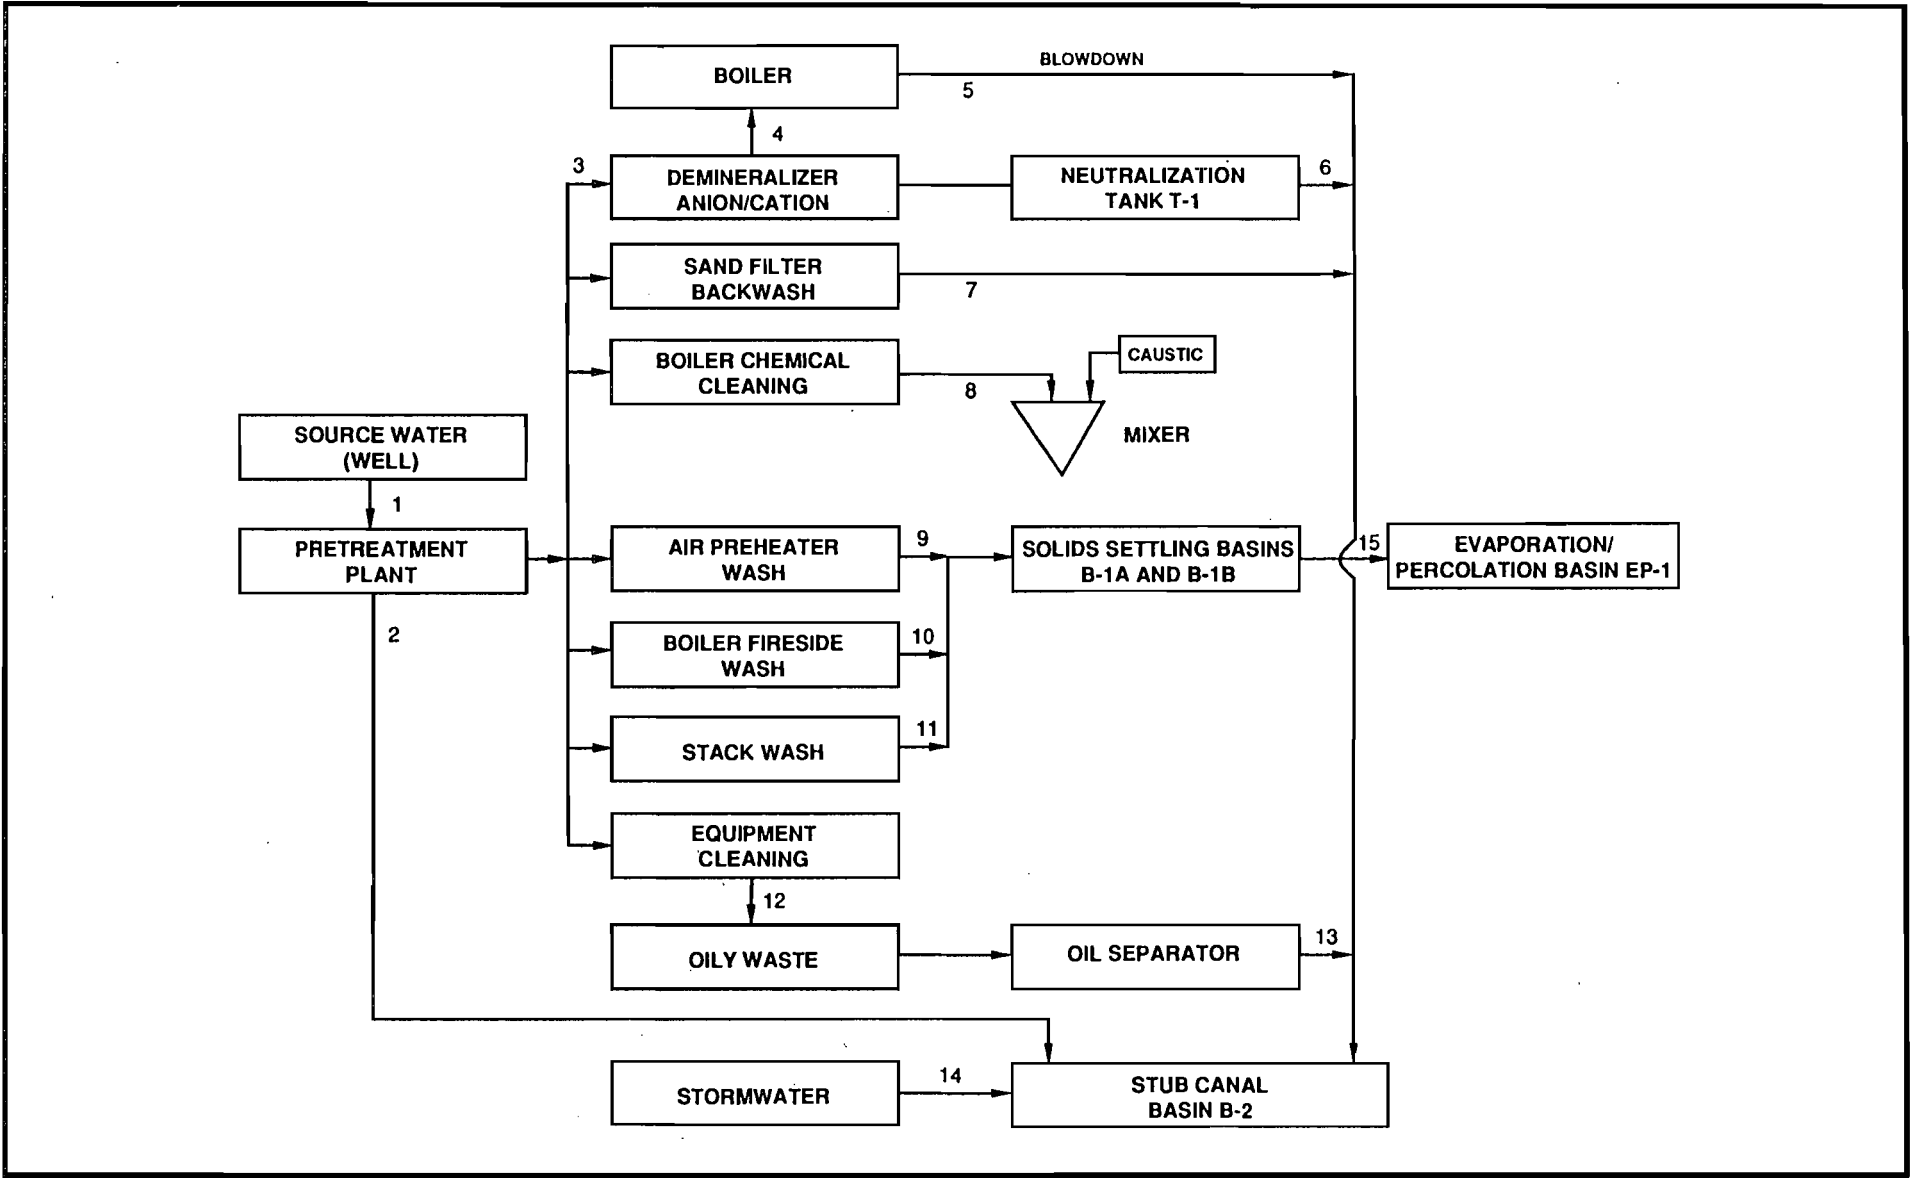 BOILER
BLOWDOWN
5
4
3
DEMINERALIZER
ANION/CATION
NEUTRALIZATION
TANK T-1
6
SAND FILTER
BACKWASH
7
BOILER CHEMICAL
CLEANING
8
CAUSTIC
MIXER
SOURCE WATER
(WELL)
1
PRETREATMENT
PLANT
2
AIR PREHEATER
WASH
9
SOLIDS SETTLING BASINS
B-1A AND B-1B
15
EVAPORATION/
PERCOLATION BASIN EP-1
BOILER FIRESIDE
WASH
10
STACK WASH
11
EQUIPMENT
CLEANING
12
OILY WASTE
OIL SEPARATOR
13
STORMWATER
14
STUB CANAL
BASIN B-2